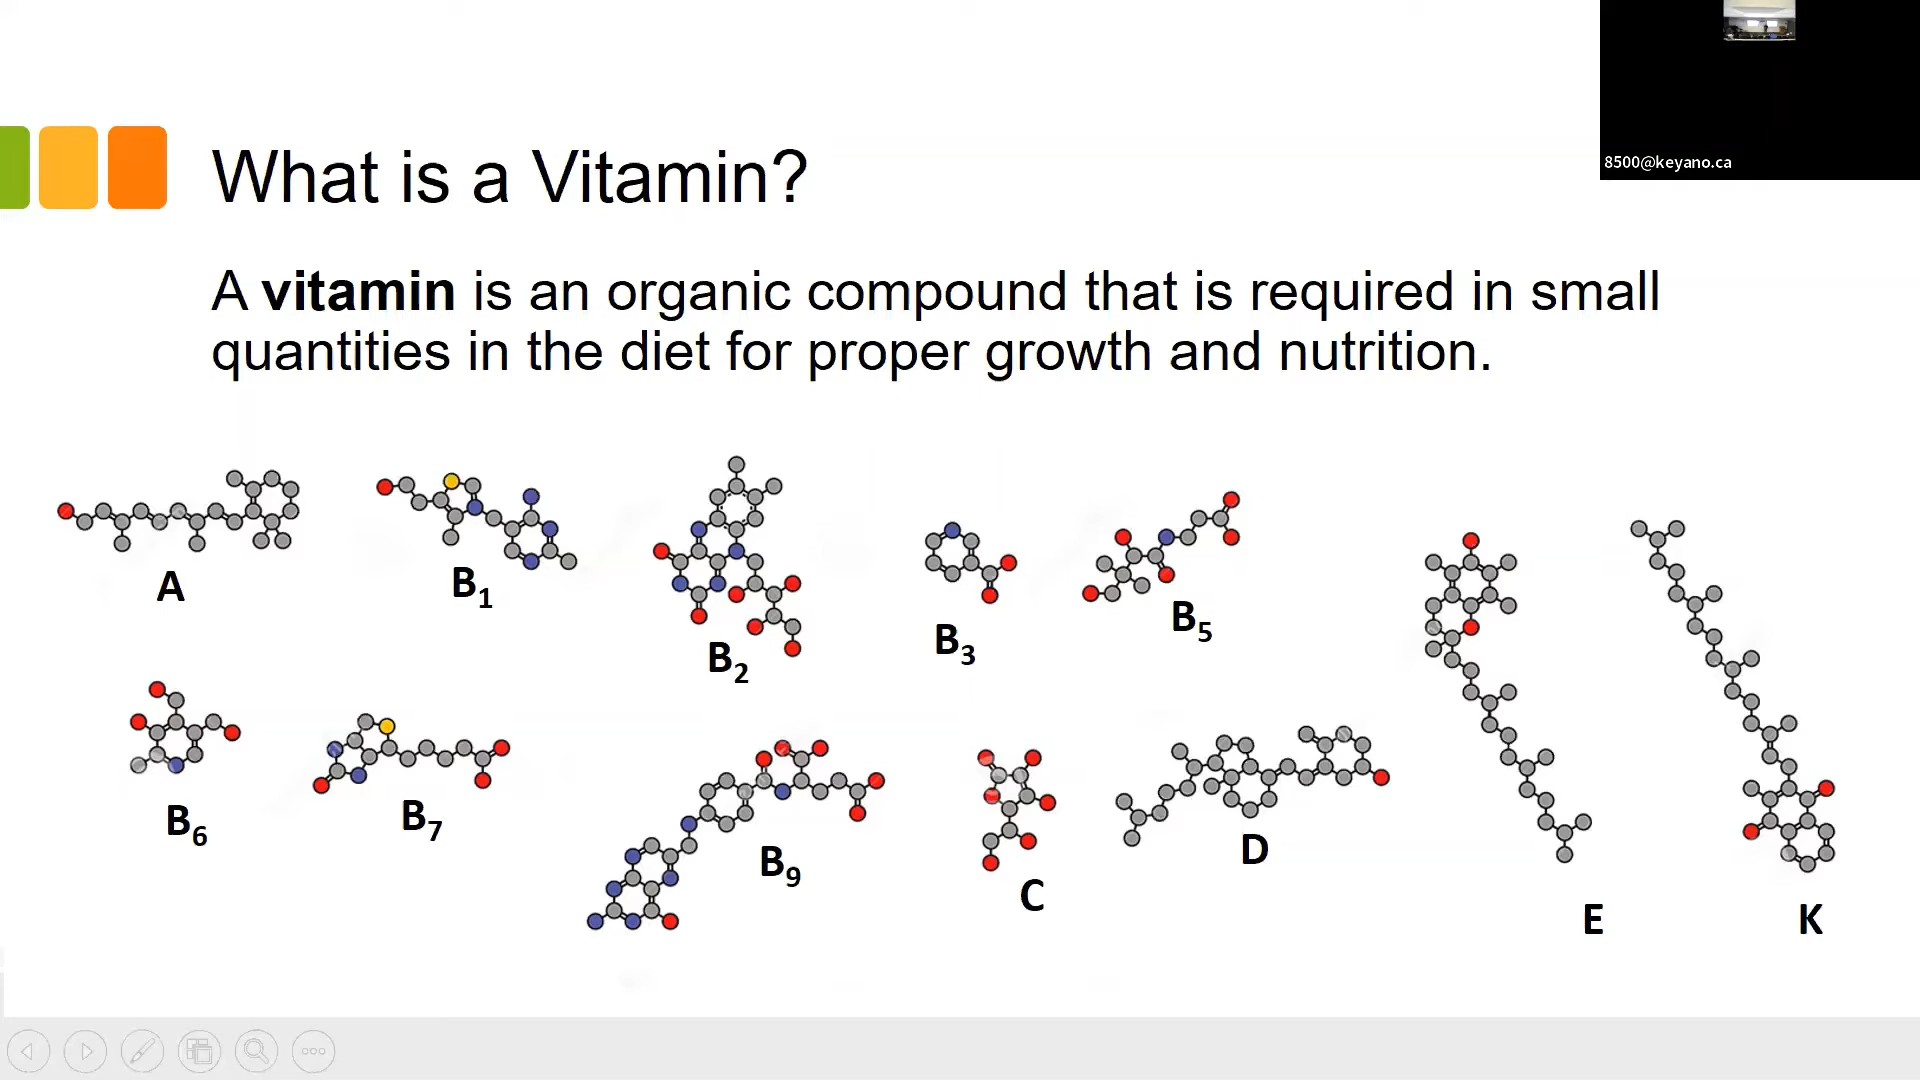 8500@keyano.ca
What is a Vitamin?
A vitamin is an organic compound that is required in small
quantities in the diet for proper growth and nutrition.
A
B₁
B₂
B₃
B₅
B₆
B₇
B₉
C
D
E
K